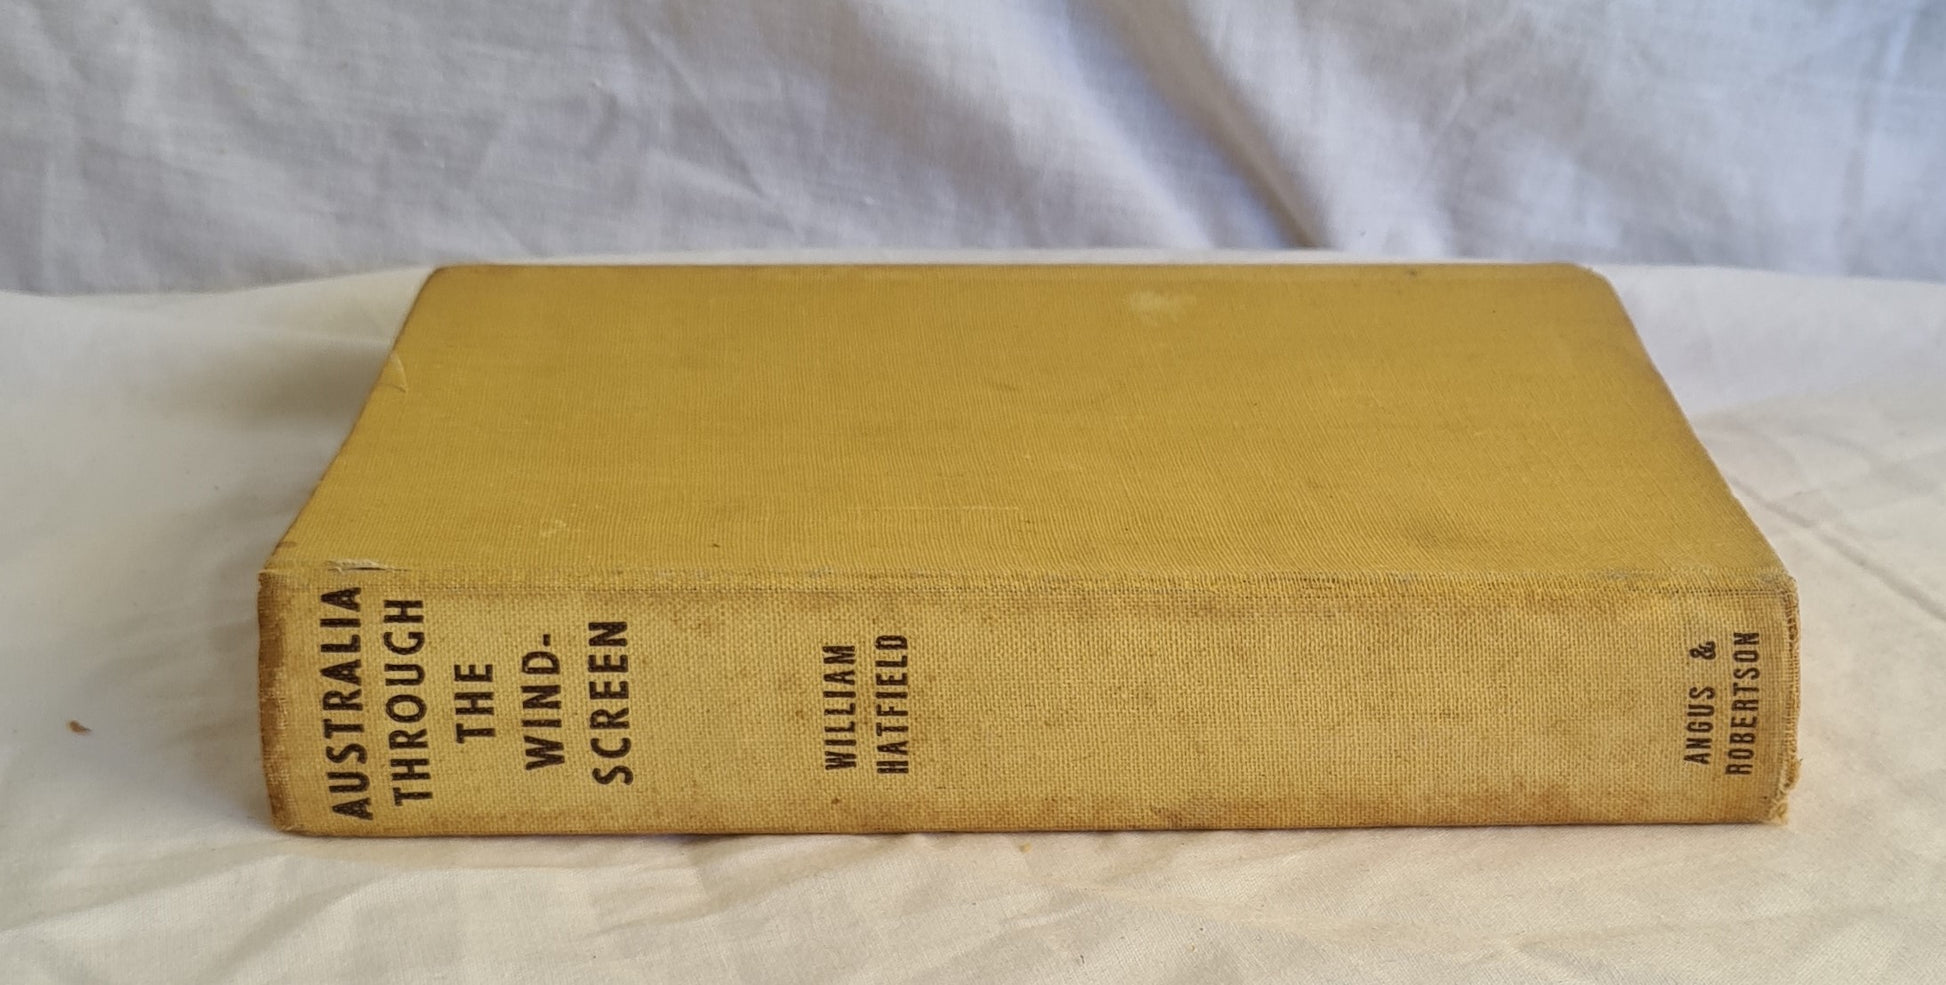 AUSTRALIA
THROUGH
THE
WIND-
SCREEN
WILLIAM
HATFIELD
ANGUS &
ROBERTSON